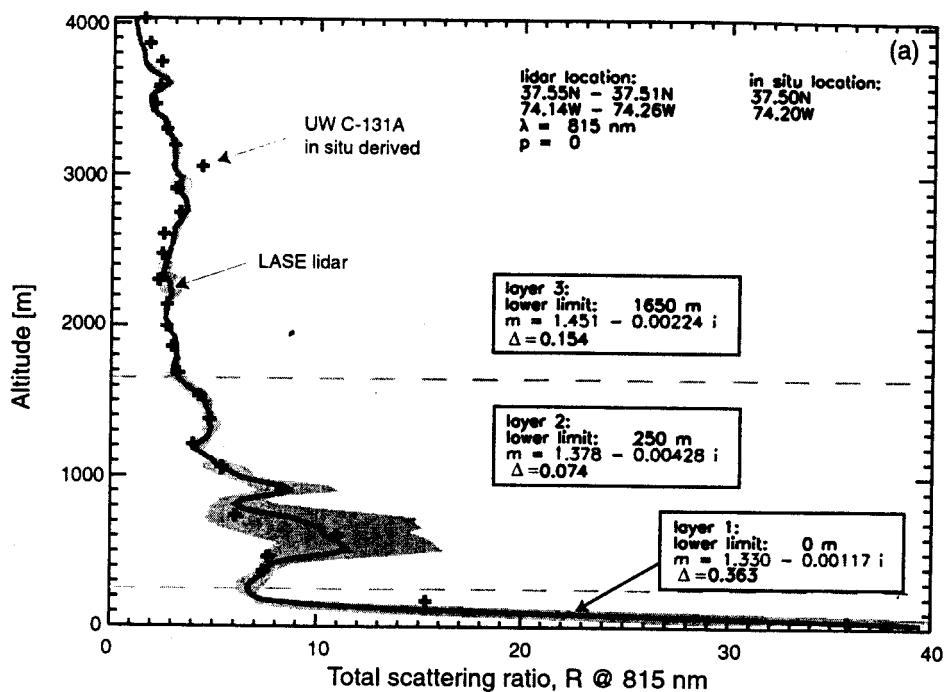 (a)
lidar location:
37.55N – 37.51N
74.14W – 74.26W
λ = 815 nm
p = 0
in situ location:
37.50N
74.20W
UW C-131A
in situ derived
LASE lidar
layer 3:
lower limit: 1650 m
m = 1.451 – 0.00224 i
Δ =0.154
layer 2:
lower limit: 250 m
m = 1.378 – 0.00428 i
Δ =0.074
layer 1:
lower limit: 0 m
m = 1.330 – 0.00117 i
Δ =0.363
Altitude [m]
4000
3000
2000
1000
0
0 10 20 30 40
Total scattering ratio, R @ 815 nm